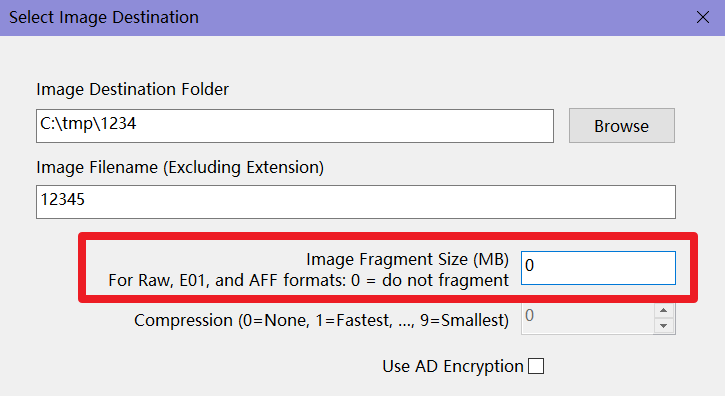 Select Image Destination
Image Destination Folder
C:\tmp\1234
Browse
Image Filename (Excluding Extension)
12345
Image Fragment Size (MB)
For Raw, E01, and AFF formats: 0 = do not fragment
0
Compression (0=None, 1=Fastest, ..., 9=Smallest)
0
Use AD Encryption